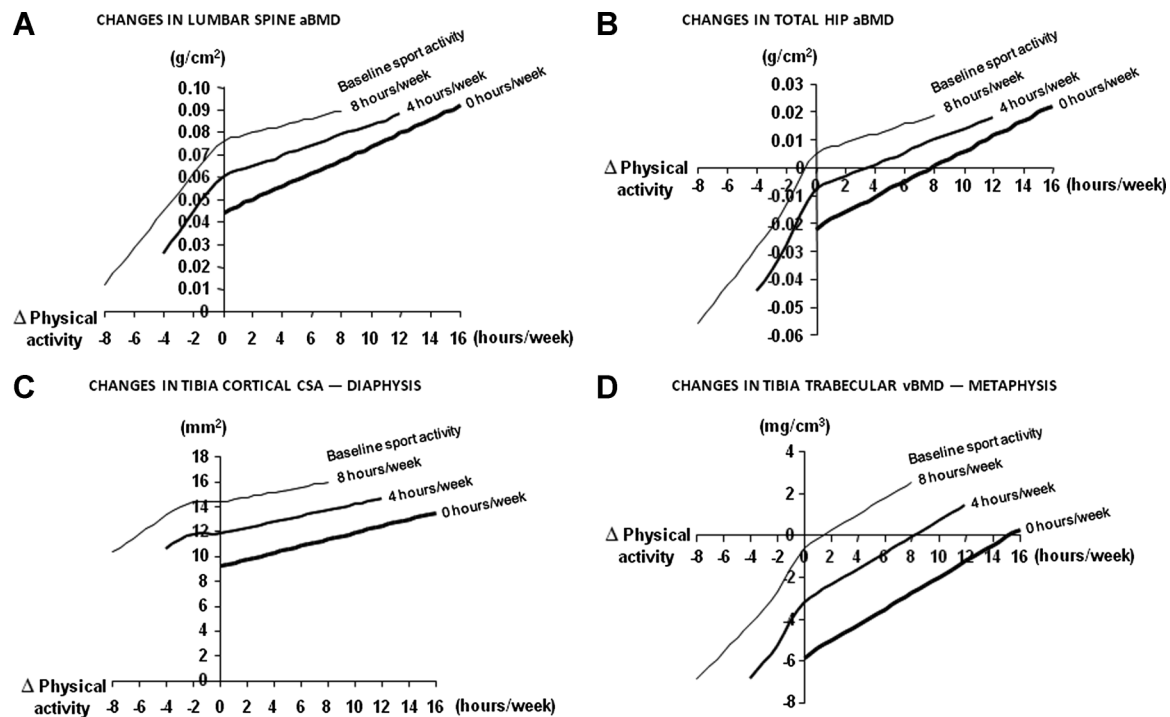 A
CHANGES IN LUMBAR SPINE aBMD
(g/cm²)
Baseline sport activity
8 hours/week
4 hours/week
0 hours/week
0.10
0.09
0.08
0.07
0.06
0.05
0.04
0.03
0.02
0.01
0
Δ Physical
activity
-8 -6 -4 -2 0 2 4 6 8 10 12 14 16 (hours/week)
B
CHANGES IN TOTAL HIP aBMD
(g/cm²)
Baseline sport activity
8 hours/week
4 hours/week
0 hours/week
0.03
0.02
0.01
0
Δ Physical
activity
-8 -6 -4 -2 0 2 4 6 8 10 12 14 16 (hours/week)
-0.01
-0.02
-0.03
-0.04
-0.05
-0.06
C
CHANGES IN TIBIA CORTICAL CSA — DIAPHYSIS
(mm²)
Baseline sport activity
8 hours/week
4 hours/week
0 hours/week
18
16
14
12
10
8
6
4
2
0
Δ Physical
activity
-8 -6 -4 -2 0 2 4 6 8 10 12 14 16 (hours/week)
D
CHANGES IN TIBIA TRABECULAR vBMD — METAPHYSIS
(mg/cm³)
Baseline sport activity
8 hours/week
4 hours/week
0 hours/week
4
2
0
Δ Physical
activity
-8 -6 -4 -2 0 2 4 6 8 10 12 14 16 (hours/week)
-2
-4
-6
-8